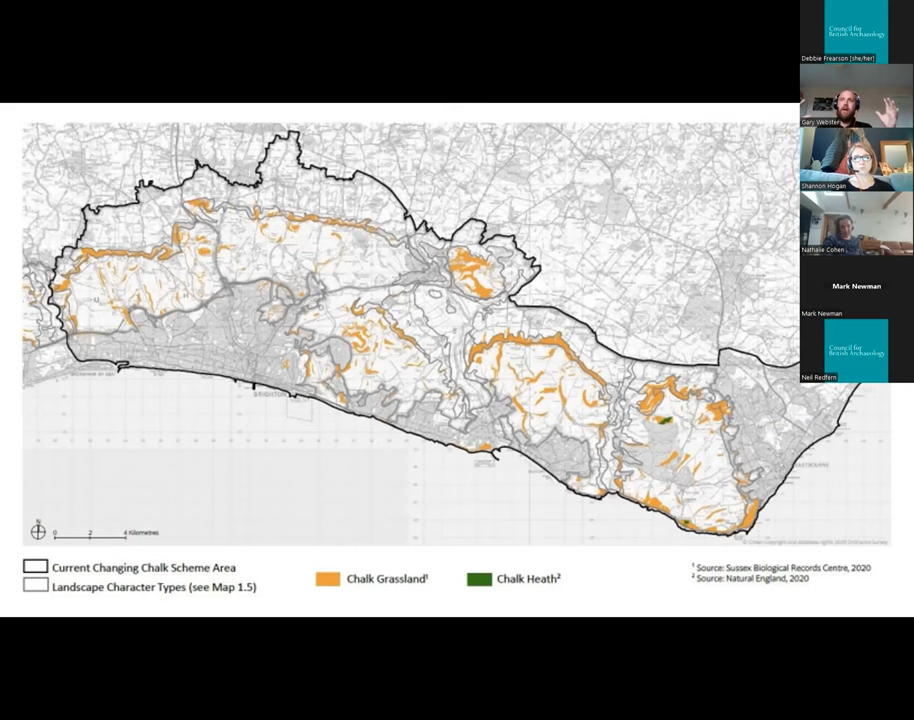 Council for
British Archaeology
Debbie Frearson (she/her)
Gary Webster
Shannon Hogan
Nathalie Cohen
Mark Newman
Mark Newman
Council for
British Archaeology
Neil Redfern
BRIGHTON
EASTBOURNE
N
0 2 4 Kilometres
Current Changing Chalk Scheme Area
Landscape Character Types (see Map 1.5)
Chalk Grassland¹
Chalk Heath²
¹ Source: Sussex Biological Records Centre, 2020
² Source: Natural England, 2020